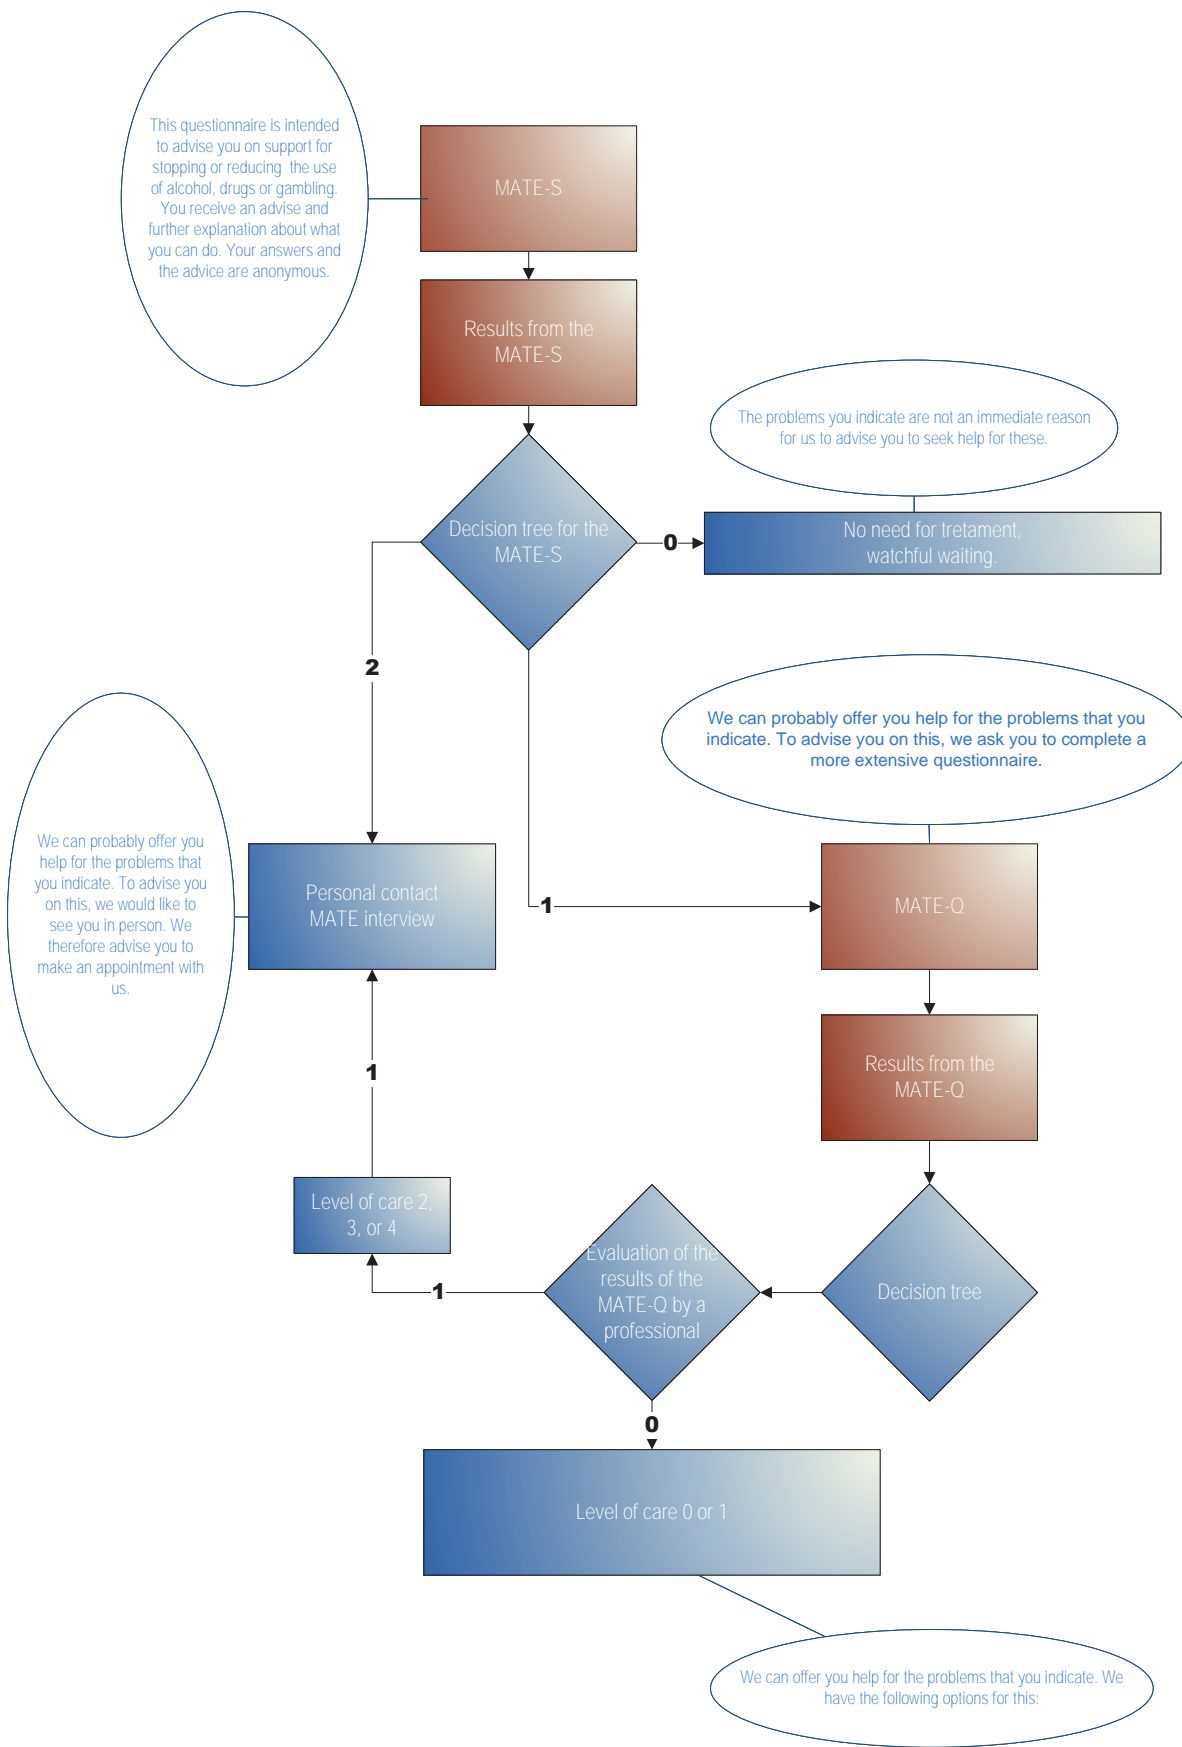 This questionnaire is intended
to advise you on support for
stopping or reducing the use
of alcohol, drugs or gambling.
You receive an advise and
further explanation about what
you can do. Your answers and
the advice are anonymous.
MATE-S
Results from the
MATE-S
The problems you indicate are not an immediate reason
for us to advise you to seek help for these.
Decision tree for the
MATE-S
0
No need for tretament,
watchful waiting.
2
We can probably offer you help for the problems that you
indicate. To advise you on this, we ask you to complete a
more extensive questionnaire.
We can probably offer you
help for the problems that
you indicate. To advise you
on this, we would like to
see you in person. We
therefore advise you to
make an appointment with
us.
Personal contact
MATE interview
1
MATE-Q
Results from the
MATE-Q
1
Level of care 2,
3, or 4
1
Evaluation of the
results of the
MATE-Q by a
professional
Decision tree
0
Level of care 0 or 1
We can offer you help for the problems that you indicate. We
have the following options for this: